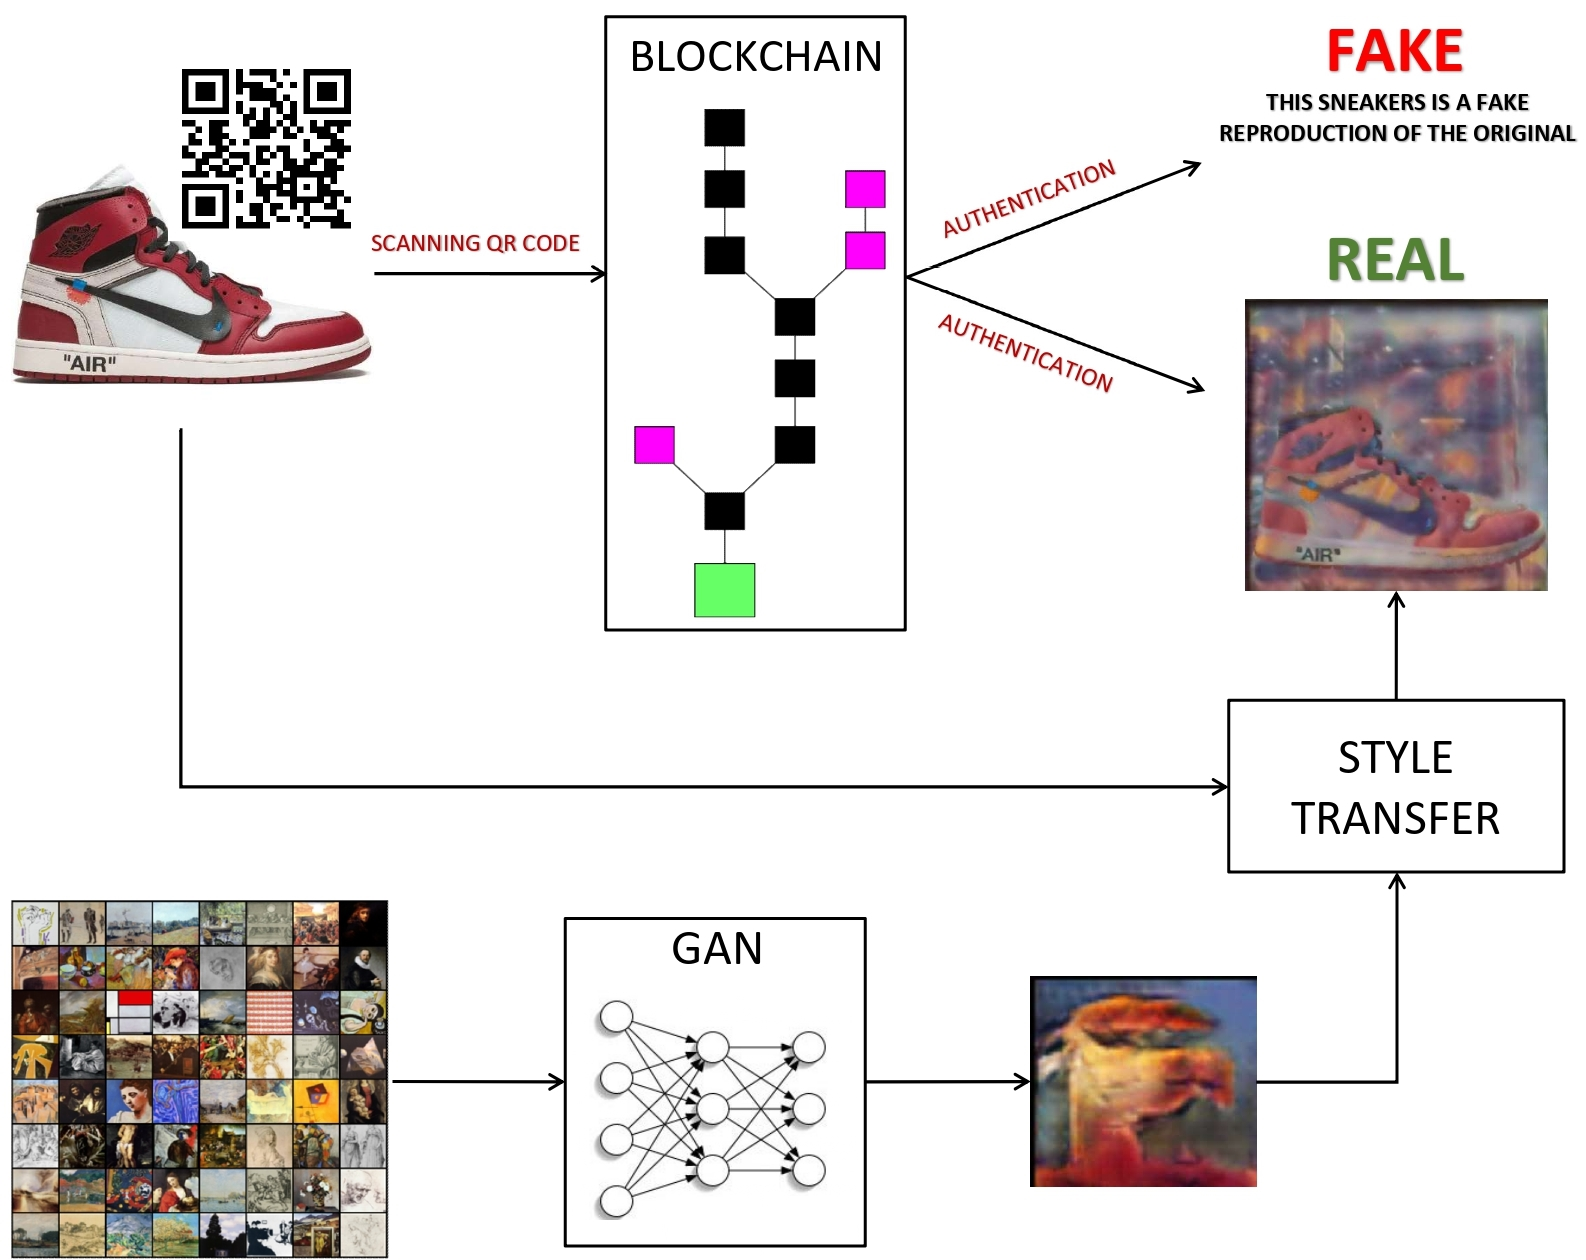 BLOCKCHAIN
FAKE
THIS SNEAKERS IS A FAKE
REPRODUCTION OF THE ORIGINAL
AUTHENTICATION
SCANNING QR CODE
REAL
AUTHENTICATION
"AIR"
"AIR"
STYLE
TRANSFER
GAN